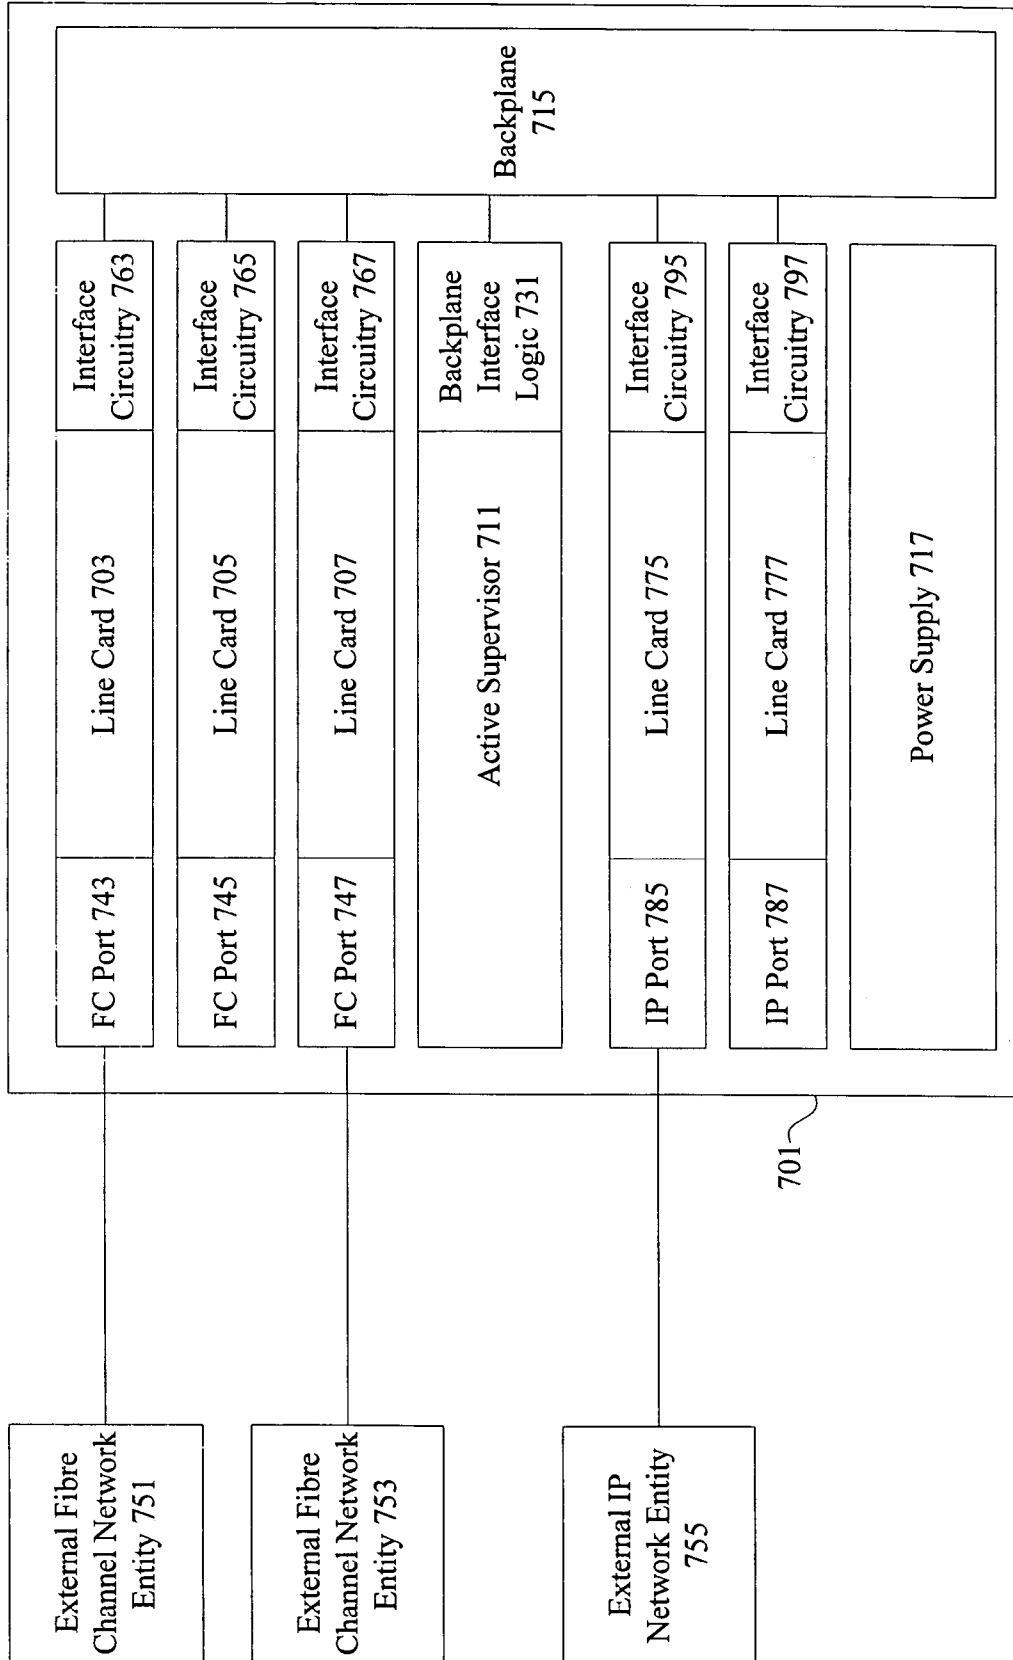 External Fibre
Channel Network
Entity 751
External Fibre
Channel Network
Entity 753
External IP
Network Entity
755
701
FC Port 743
Line Card 703
Interface
Circuitry 763
FC Port 745
Line Card 705
Interface
Circuitry 765
FC Port 747
Line Card 707
Interface
Circuitry 767
Active Supervisor 711
Backplane
Interface
Logic 731
IP Port 785
Line Card 775
Interface
Circuitry 795
IP Port 787
Line Card 777
Interface
Circuitry 797
Power Supply 717
Backplane
715